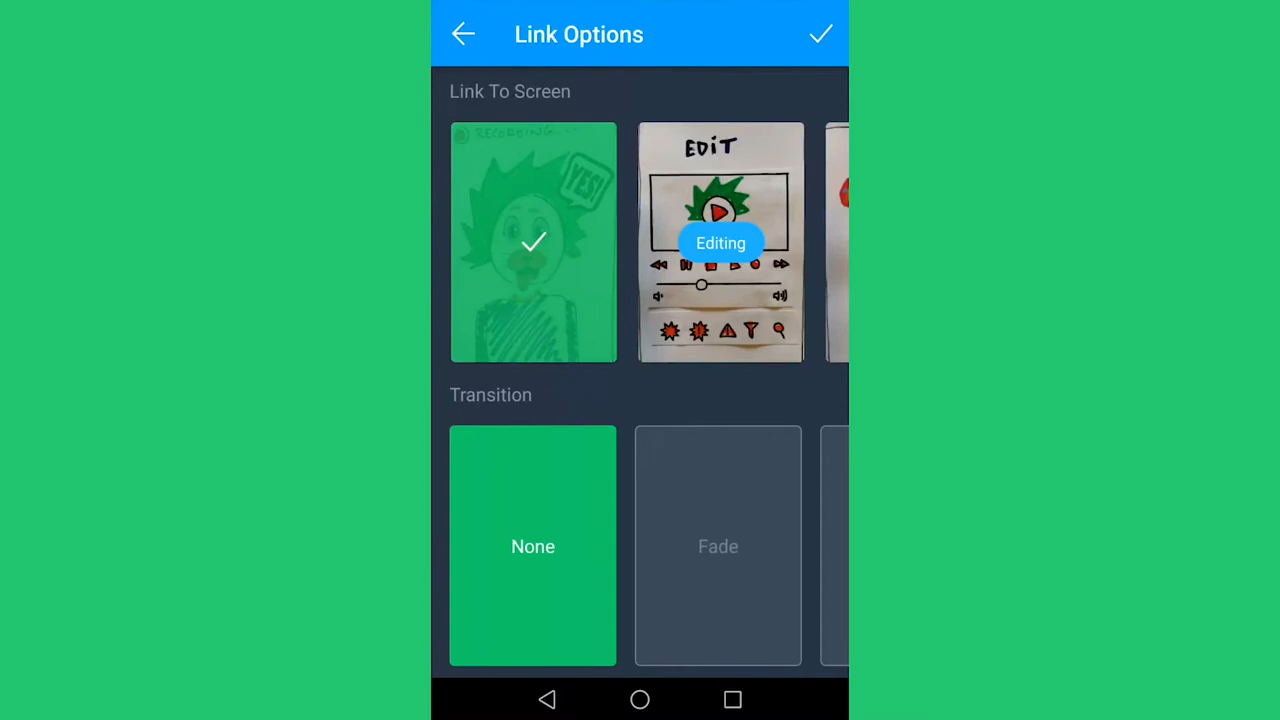 Link Options
Link To Screen
RECORDING...
YES!
EDIT
Editing
Transition
None
Fade